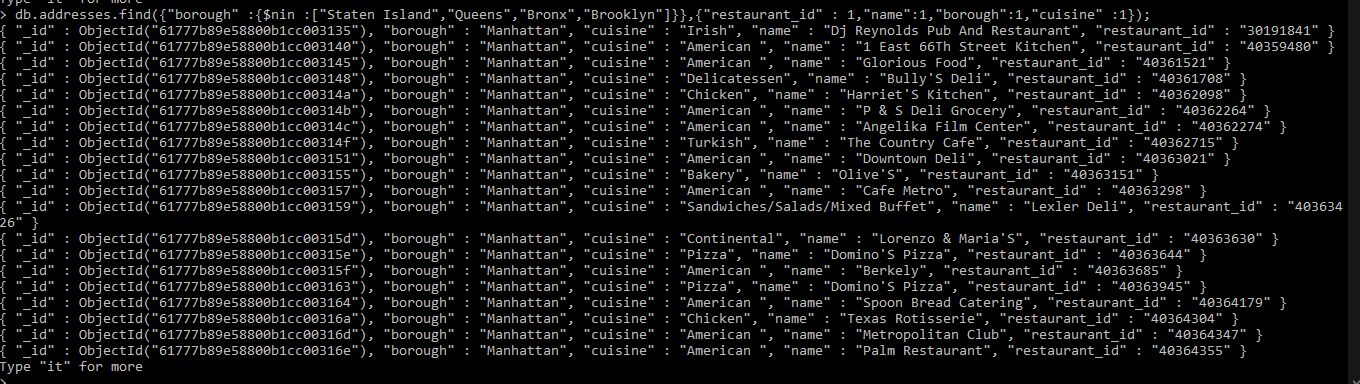 Type "it" for more
> db.addresses.find({"borough" :{$nin :["Staten Island","Queens","Bronx","Brooklyn"]}},{"restaurant_id" : 1,"name":1,"borough":1,"cuisine" :1});
{ "_id" : ObjectId("61777b89e58800b1cc003135"), "borough" : "Manhattan", "cuisine" : "Irish", "name" : "Dj Reynolds Pub And Restaurant", "restaurant_id" : "30191841" }
{ "_id" : ObjectId("61777b89e58800b1cc003140"), "borough" : "Manhattan", "cuisine" : "American ", "name" : "1 East 66Th Street Kitchen", "restaurant_id" : "40359480" }
{ "_id" : ObjectId("61777b89e58800b1cc003145"), "borough" : "Manhattan", "cuisine" : "American ", "name" : "Glorious Food", "restaurant_id" : "40361521" }
{ "_id" : ObjectId("61777b89e58800b1cc003148"), "borough" : "Manhattan", "cuisine" : "Delicatessen", "name" : "Bully'S Deli", "restaurant_id" : "40361708" }
{ "_id" : ObjectId("61777b89e58800b1cc00314a"), "borough" : "Manhattan", "cuisine" : "Chicken", "name" : "Harriet'S Kitchen", "restaurant_id" : "40362098" }
{ "_id" : ObjectId("61777b89e58800b1cc00314b"), "borough" : "Manhattan", "cuisine" : "American ", "name" : "P & S Deli Grocery", "restaurant_id" : "40362264" }
{ "_id" : ObjectId("61777b89e58800b1cc00314c"), "borough" : "Manhattan", "cuisine" : "American ", "name" : "Angelika Film Center", "restaurant_id" : "40362274" }
{ "_id" : ObjectId("61777b89e58800b1cc00314f"), "borough" : "Manhattan", "cuisine" : "Turkish", "name" : "The Country Cafe", "restaurant_id" : "40362715" }
{ "_id" : ObjectId("61777b89e58800b1cc003151"), "borough" : "Manhattan", "cuisine" : "American ", "name" : "Downtown Deli", "restaurant_id" : "40363021" }
{ "_id" : ObjectId("61777b89e58800b1cc003155"), "borough" : "Manhattan", "cuisine" : "Bakery", "name" : "Olive'S", "restaurant_id" : "40363151" }
{ "_id" : ObjectId("61777b89e58800b1cc003157"), "borough" : "Manhattan", "cuisine" : "American ", "name" : "Cafe Metro", "restaurant_id" : "40363298" }
{ "_id" : ObjectId("61777b89e58800b1cc003159"), "borough" : "Manhattan", "cuisine" : "Sandwiches/Salads/Mixed Buffet", "name" : "Lexler Deli", "restaurant_id" : "403634
26" }
{ "_id" : ObjectId("61777b89e58800b1cc00315d"), "borough" : "Manhattan", "cuisine" : "Continental", "name" : "Lorenzo & Maria'S", "restaurant_id" : "40363630" }
{ "_id" : ObjectId("61777b89e58800b1cc00315e"), "borough" : "Manhattan", "cuisine" : "Pizza", "name" : "Domino'S Pizza", "restaurant_id" : "40363644" }
{ "_id" : ObjectId("61777b89e58800b1cc00315f"), "borough" : "Manhattan", "cuisine" : "American ", "name" : "Berkely", "restaurant_id" : "40363685" }
{ "_id" : ObjectId("61777b89e58800b1cc003163"), "borough" : "Manhattan", "cuisine" : "Pizza", "name" : "Domino'S Pizza", "restaurant_id" : "40363945" }
{ "_id" : ObjectId("61777b89e58800b1cc003164"), "borough" : "Manhattan", "cuisine" : "American ", "name" : "Spoon Bread Catering", "restaurant_id" : "40364179" }
{ "_id" : ObjectId("61777b89e58800b1cc00316a"), "borough" : "Manhattan", "cuisine" : "Chicken", "name" : "Texas Rotisserie", "restaurant_id" : "40364304" }
{ "_id" : ObjectId("61777b89e58800b1cc00316d"), "borough" : "Manhattan", "cuisine" : "American ", "name" : "Metropolitan Club", "restaurant_id" : "40364347" }
{ "_id" : ObjectId("61777b89e58800b1cc00316e"), "borough" : "Manhattan", "cuisine" : "American ", "name" : "Palm Restaurant", "restaurant_id" : "40364355" }
Type "it" for more
>